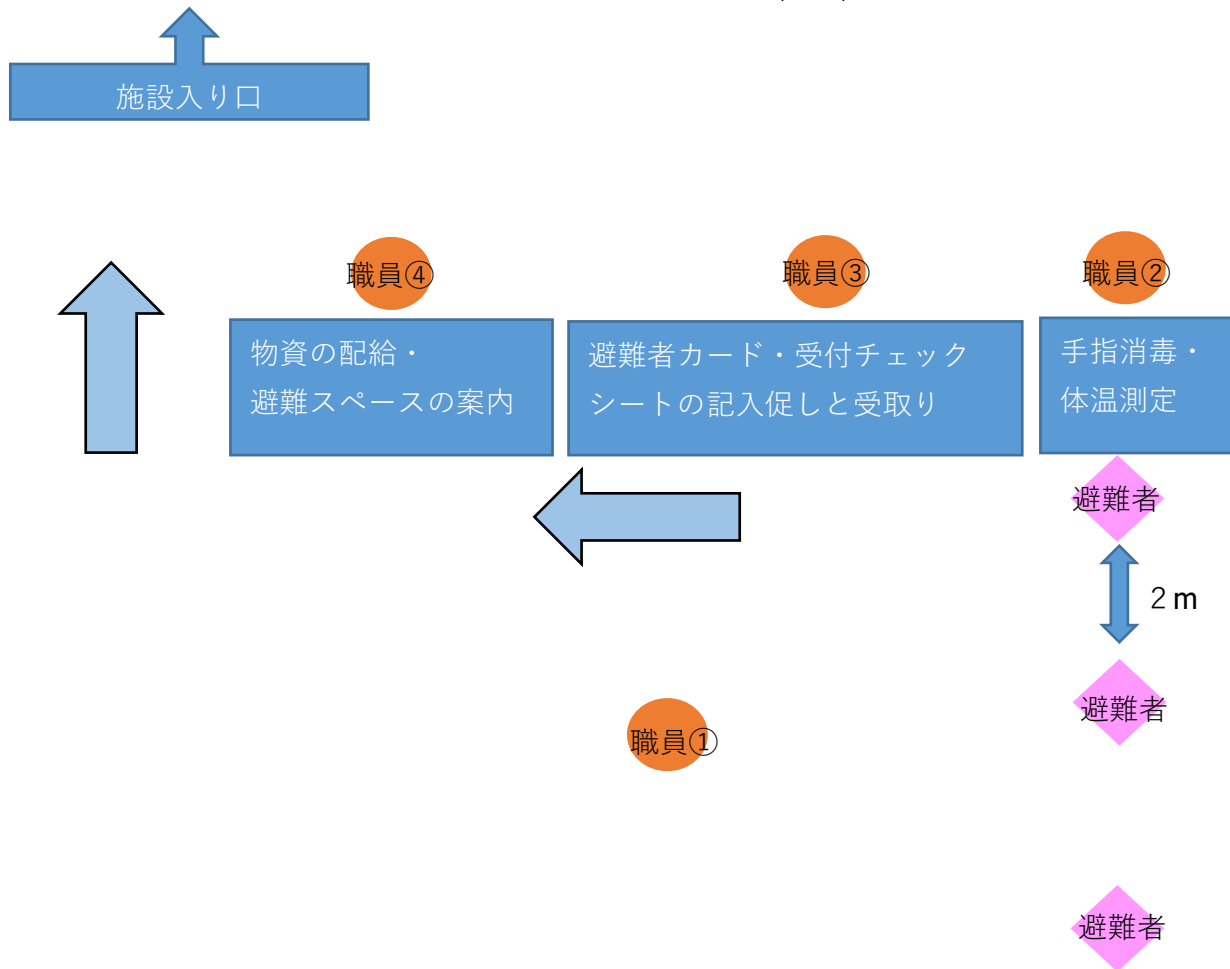 施設入り口
職員④
職員③
職員②
物資の配給・
避難スペースの案内
避難者カード・受付チェック
シートの記入促しと受取り
手指消毒・
体温測定
避難者
２ｍ
避難者
職員①
避難者